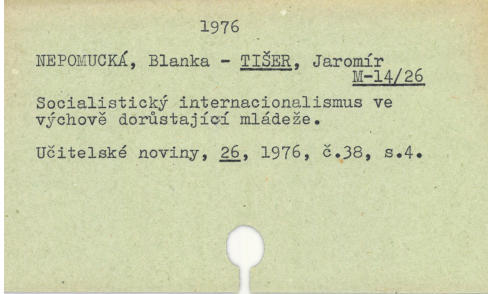 1976
NEPOMUCKÁ, Blanka - TIŠER, Jaromír
M-14/26
Socialistický internacionalismus ve
výchově dorůstající mládeže.
Učitelské noviny, 26, 1976, č.38, s.4.